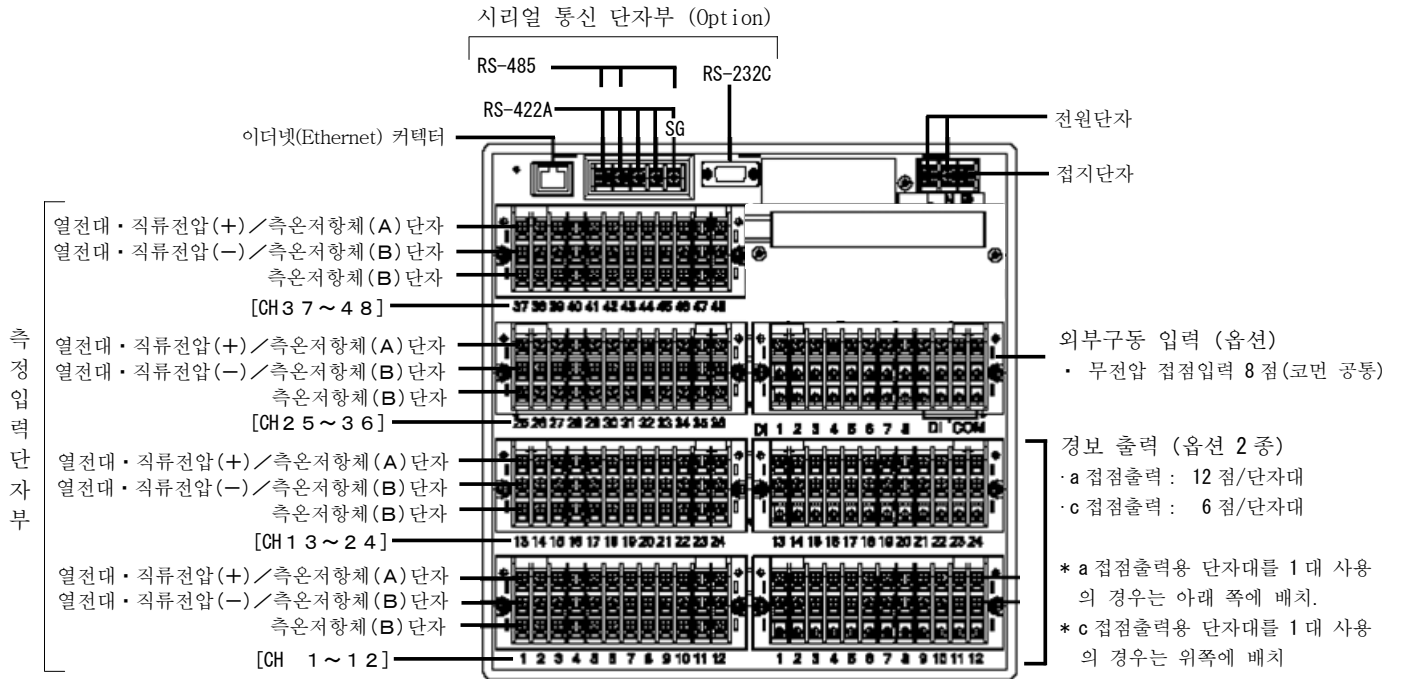 시리얼 통신 단자부 (Option)
RS-485
RS-232C
RS-422A
SG
이더넷(Ethernet) 커텍터
전원단자
접지단자
L N
측정입력단자부
열전대・직류전압(+)/측온저항체(A)단자
열전대・직류전압(-)/측온저항체(B)단자
측온저항체(B)단자
[CH37~48]
37 38 39 40 41 42 43 44 45 46 47 48
열전대・직류전압(+)/측온저항체(A)단자
열전대・직류전압(-)/측온저항체(B)단자
측온저항체(B)단자
[CH25~36]
25 26 27 28 29 30 31 32 33 34 35 36
외부구동 입력 (옵션)
・ 무전압 접점입력 8점(코먼 공통)
DI 1 2 3 4 5 6 7 8 DI COM
열전대・직류전압(+)/측온저항체(A)단자
열전대・직류전압(-)/측온저항체(B)단자
측온저항체(B)단자
[CH13~24]
13 14 15 16 17 18 19 20 21 22 23 24
13 14 15 16 17 18 19 20 21 22 23 24
경보 출력 (옵션 2종)
·a접점출력: 12점/단자대
·c접점출력: 6점/단자대
열전대・직류전압(+)/측온저항체(A)단자
열전대・직류전압(-)/측온저항체(B)단자
측온저항체(B)단자
[CH 1~12]
1 2 3 4 5 6 7 8 9 10 11 12
1 2 3 4 5 6 7 8 9 10 11 12
* a접점출력용 단자대를 1대 사용
의 경우는 아래 쪽에 배치.
* c접점출력용 단자대를 1대 사용
의 경우는 위쪽에 배치